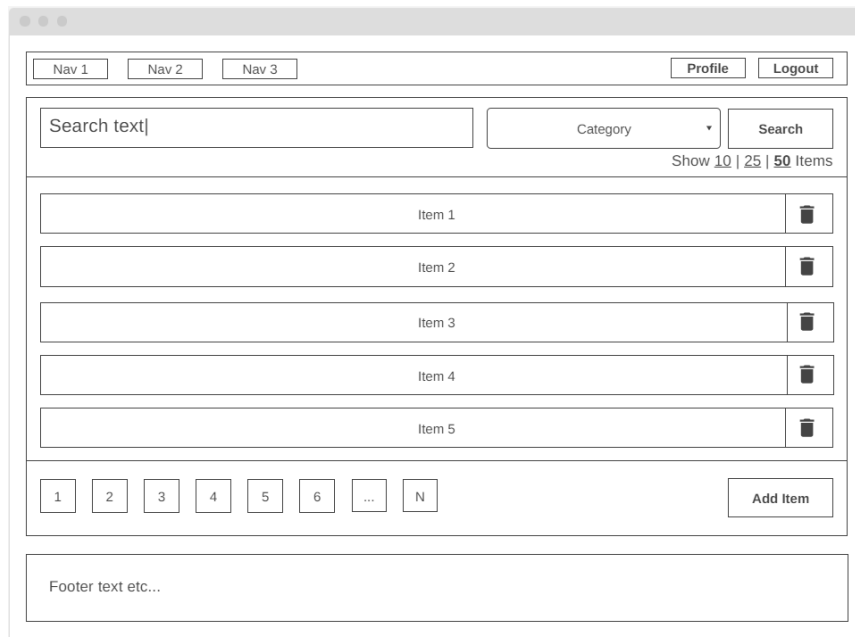 Nav 1 Nav 2 Nav 3 Profile Logout
Search text| Category Search
Show 10 | 25 | 50 Items
Item 1
Item 2
Item 3
Item 4
Item 5
1 2 3 4 5 6 ... N Add Item
Footer text etc...